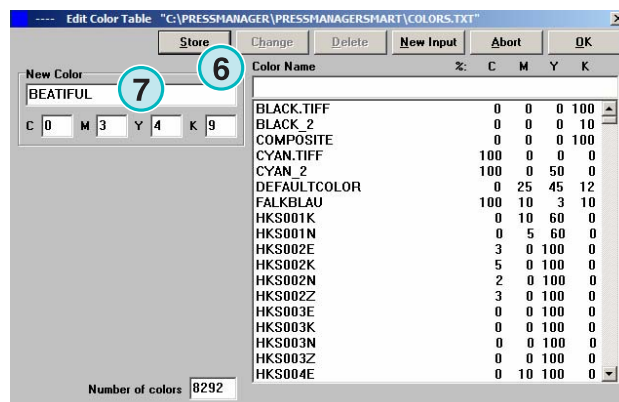 ---- Edit Color Table "C:\PRESSMANAGER\PRESSMANAGERSMART\COLORS.TXT"
Store Change Delete New Input Abort OK
6
New Color
BEATIFUL
7
C 0 M 3 Y 4 K 9
Color Name %: C M Y K
BLACK.TIFF 0 0 0 100
BLACK_2 0 0 0 10
COMPOSITE 0 0 0 100
CYAN.TIFF 100 0 0 0
CYAN_2 100 0 50 0
DEFAULTCOLOR 0 25 45 12
FALKBLAU 100 10 3 10
HKS001K 0 10 60 0
HKS001N 0 5 60 0
HKS002E 3 0 100 0
HKS002K 5 0 100 0
HKS002N 2 0 100 0
HKS002Z 3 0 100 0
HKS003E 0 0 100 0
HKS003K 0 0 100 0
HKS003N 0 0 100 0
HKS003Z 0 0 100 0
HKS004E 0 10 100 0
Number of colors 8292